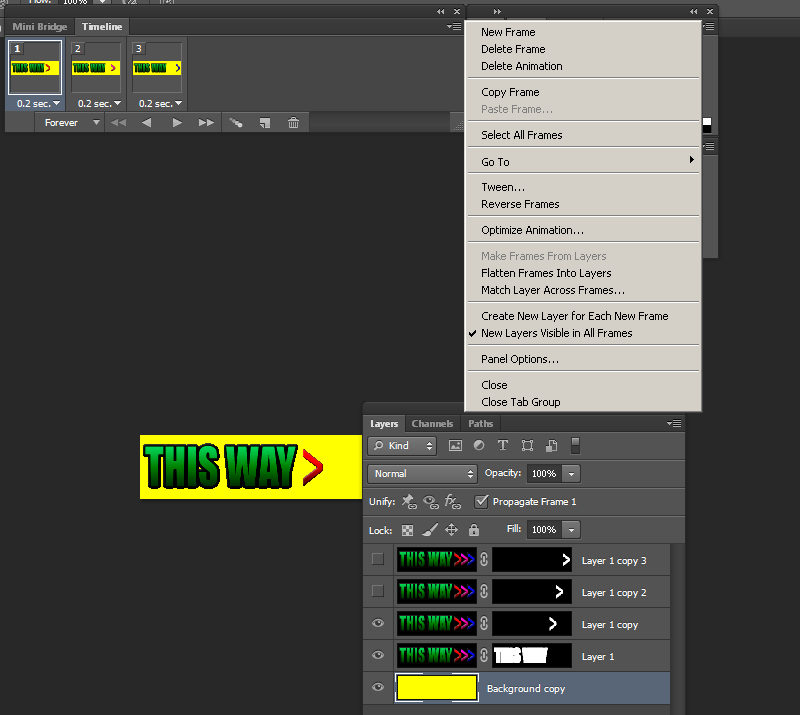 Flow:
100%
Mini Bridge
Timeline
1
2
3
THIS WAY >
THIS WAY >
THIS WAY >
0.2 sec.
0.2 sec.
0.2 sec.
Forever
New Frame
Delete Frame
Delete Animation
Copy Frame
Paste Frame...
Select All Frames
Go To
Tween...
Reverse Frames
Optimize Animation...
Make Frames From Layers
Flatten Frames Into Layers
Match Layer Across Frames...
Create New Layer for Each New Frame
New Layers Visible in All Frames
Panel Options...
Close
Close Tab Group
THIS WAY >
Layers
Channels
Paths
Kind
Normal
Opacity: 100%
Unify:
Propagate Frame 1
Lock:
Fill: 100%
THIS WAY >>> > Layer 1 copy 3
THIS WAY >>> > Layer 1 copy 2
THIS WAY >>> > Layer 1 copy
THIS WAY >>> THIS WAY Layer 1
Background copy